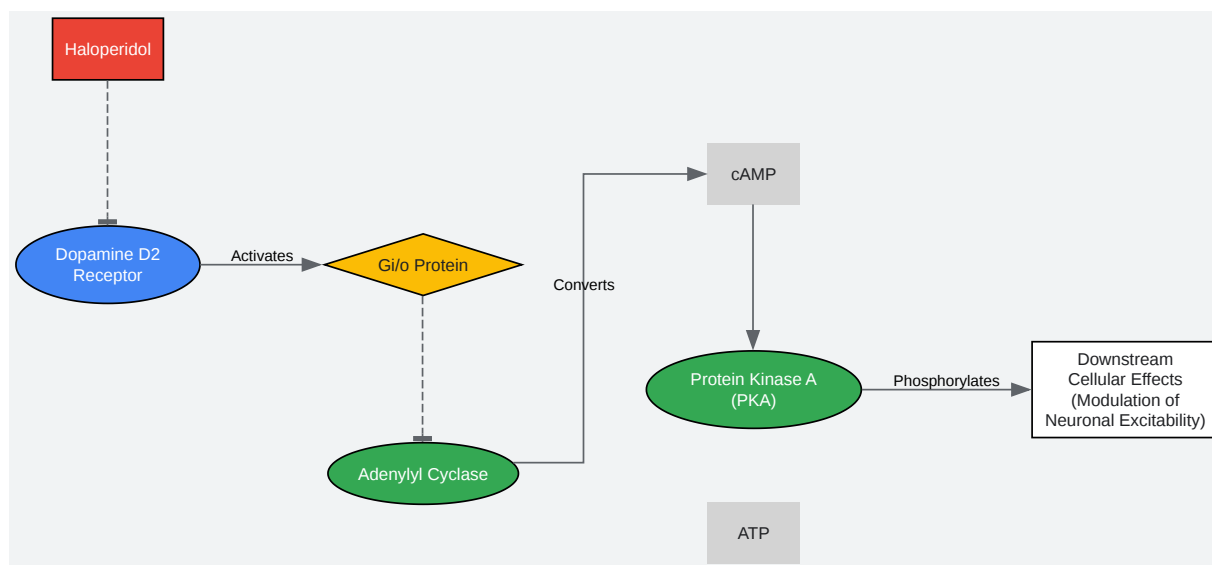 Haloperidol
Dopamine D2
Receptor
Activates
Gi/o Protein
Adenylyl Cyclase
Converts
cAMP
Protein Kinase A
(PKA)
Phosphorylates
Downstream
Cellular Effects
(Modulation of
Neuronal Excitability)
ATP